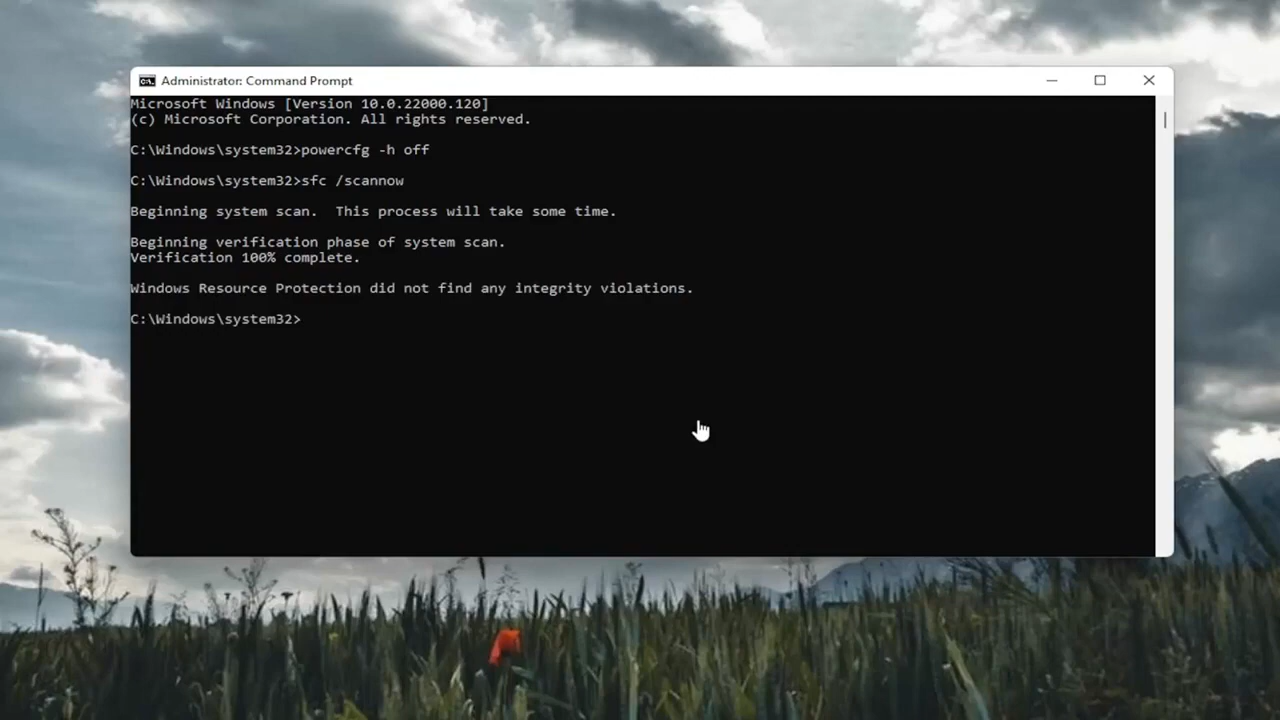 Administrator: Command Prompt
Microsoft Windows [Version 10.0.22000.120]
(c) Microsoft Corporation. All rights reserved.
C:\Windows\system32>powercfg -h off
C:\Windows\system32>sfc /scannow
Beginning system scan.  This process will take some time.
Beginning verification phase of system scan.
Verification 100% complete.
Windows Resource Protection did not find any integrity violations.
C:\Windows\system32>